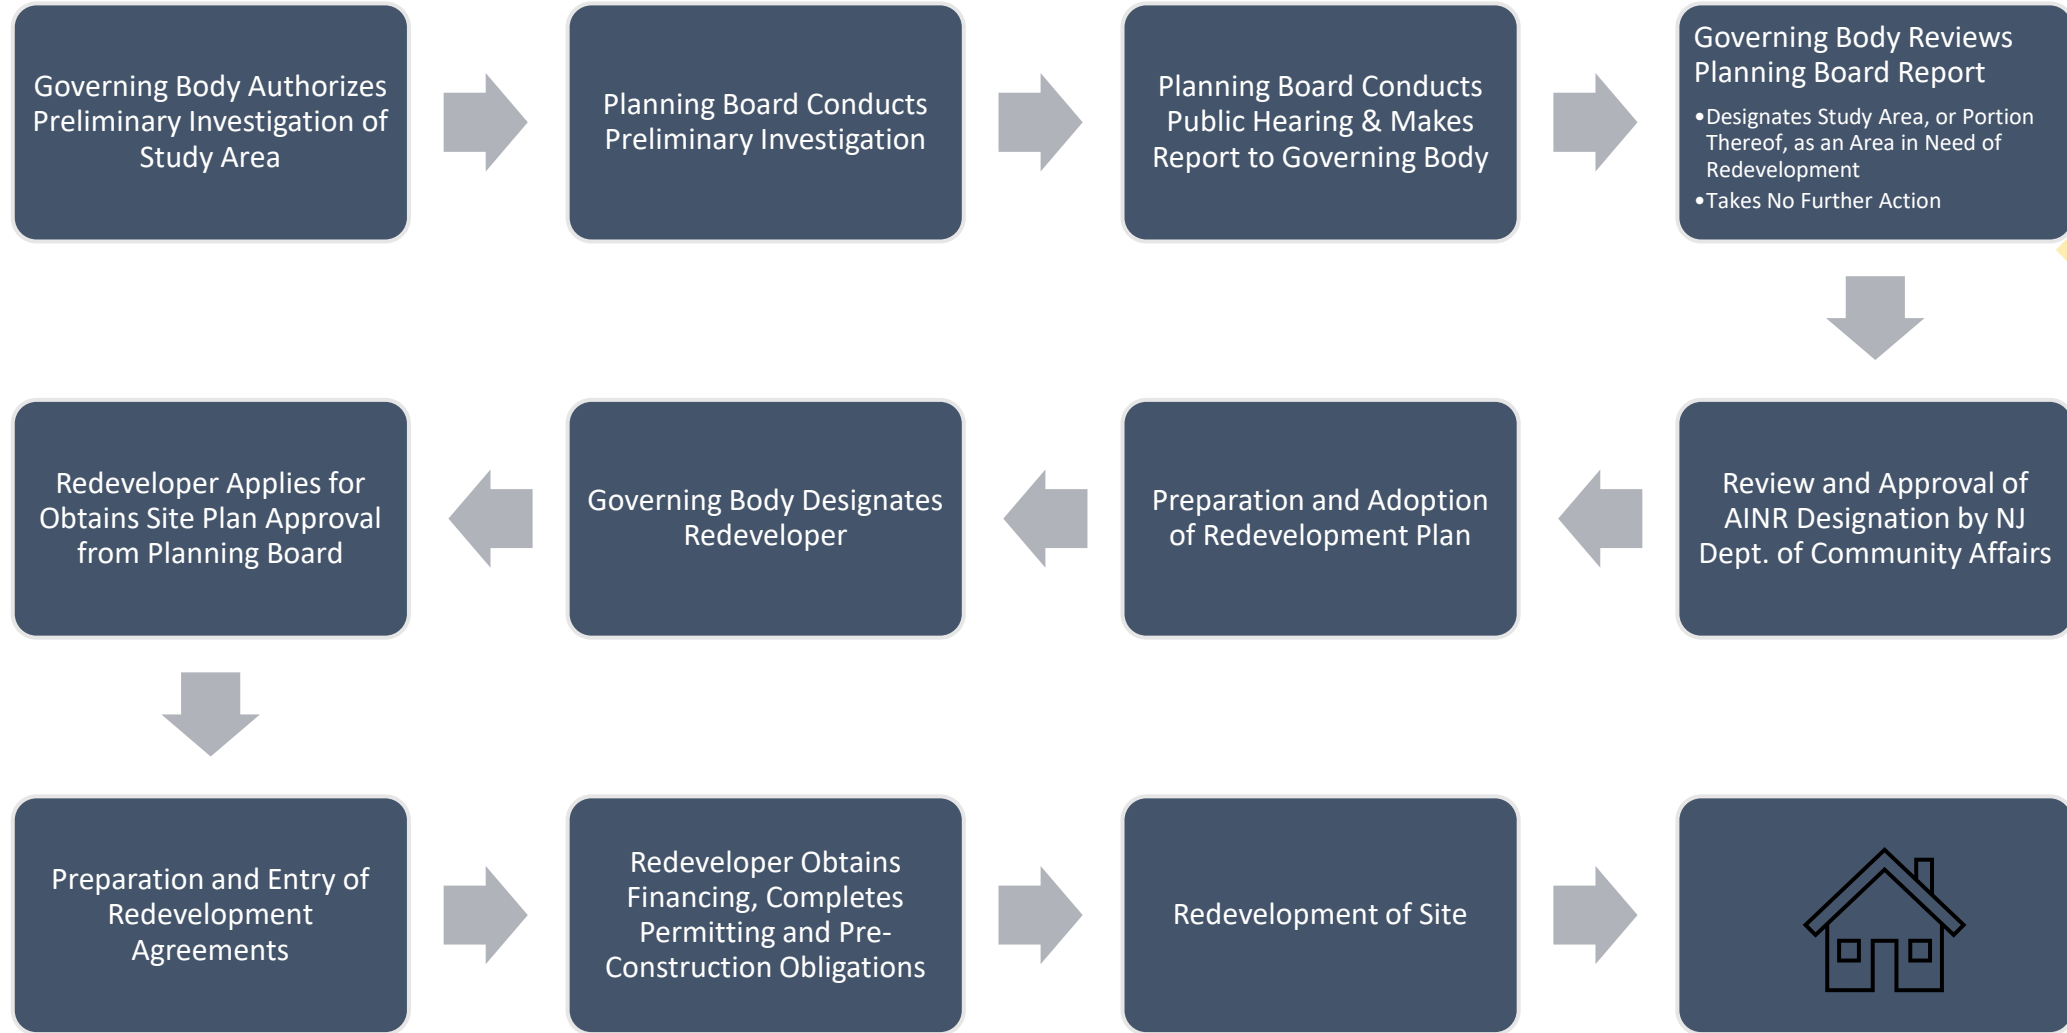 Governing Body Authorizes
Preliminary Investigation of
Study Area
Planning Board Conducts
Preliminary Investigation
Planning Board Conducts
Public Hearing & Makes
Report to Governing Body
Governing Body Reviews
Planning Board Report
•Designates Study Area, or Portion
Thereof, as an Area in Need of
Redevelopment
•Takes No Further Action
Review and Approval of
AINR Designation by NJ
Dept. of Community Affairs
Preparation and Adoption
of Redevelopment Plan
Governing Body Designates
Redeveloper
Redeveloper Applies for
Obtains Site Plan Approval
from Planning Board
Preparation and Entry of
Redevelopment
Agreements
Redeveloper Obtains
Financing, Completes
Permitting and Pre-
Construction Obligations
Redevelopment of Site